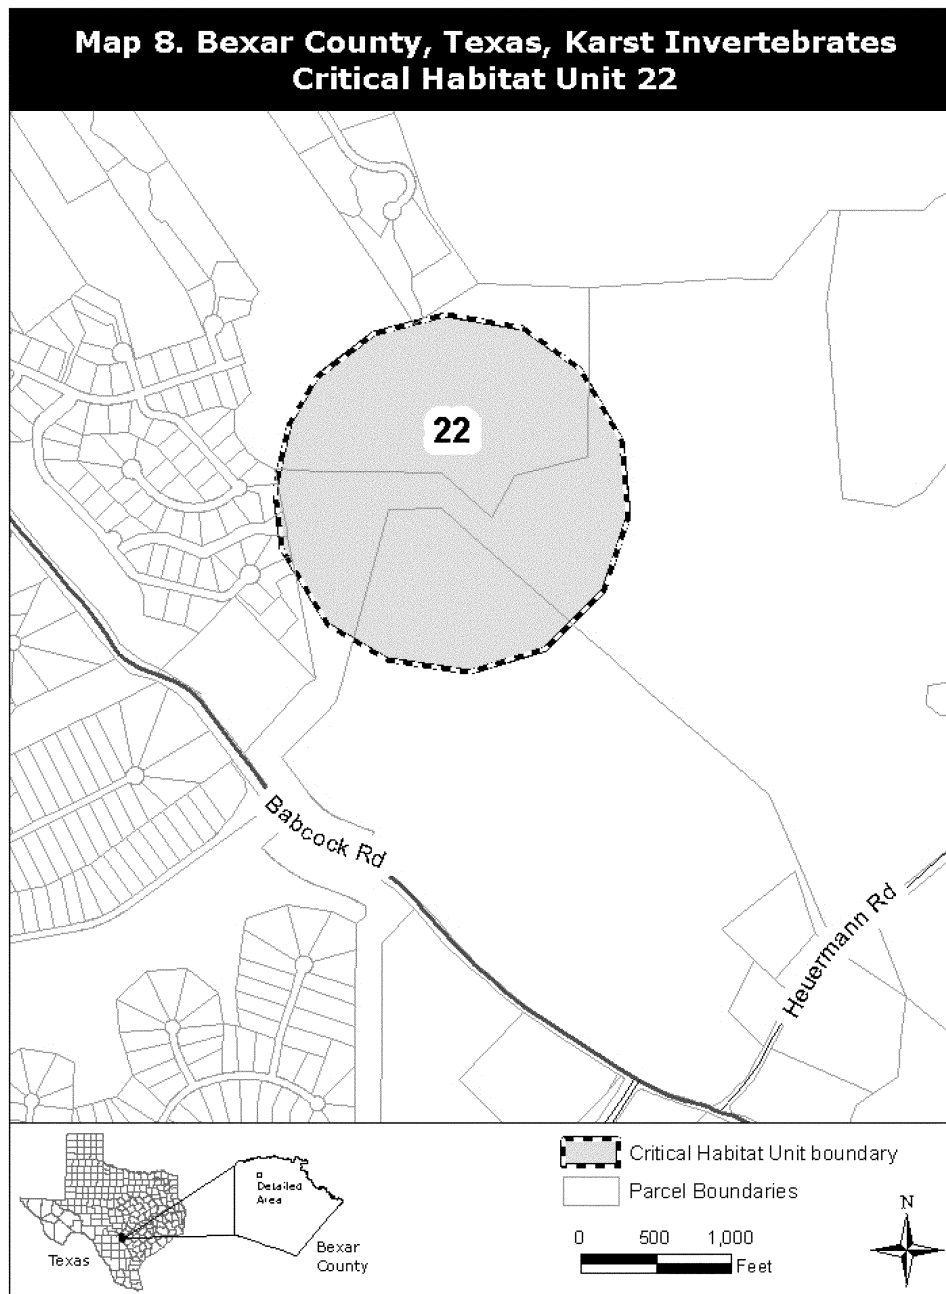 Map 8. Bexar County, Texas, Karst Invertebrates
Critical Habitat Unit 22
22
Babcock Rd
Heuermann Rd
Texas
Detailed
Area
Bexar
County
Critical Habitat Unit boundary
Parcel Boundaries
0 500 1,000
Feet
N